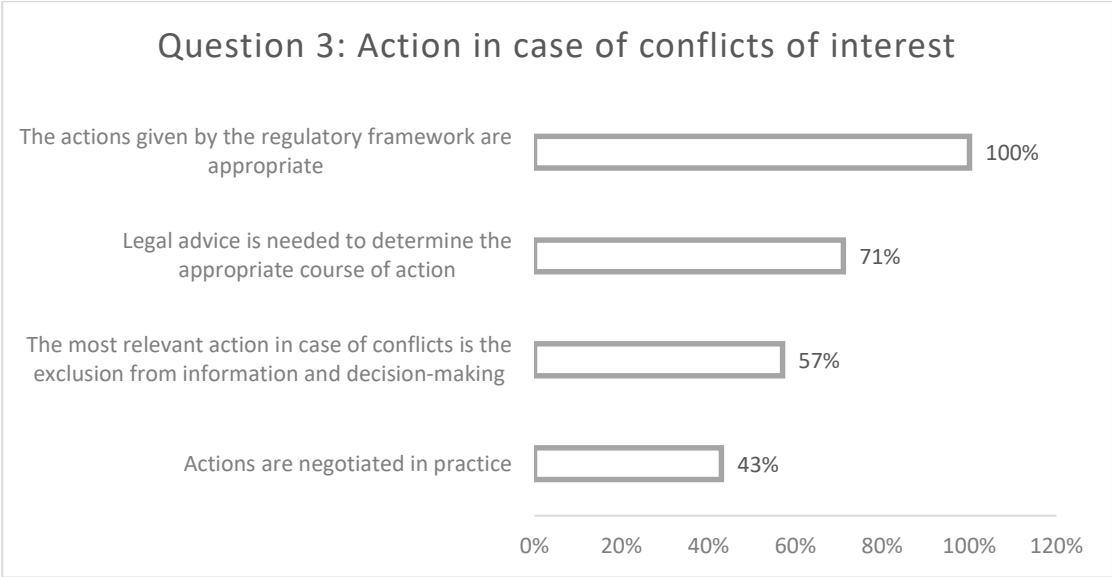 Question 3: Action in case of conflicts of interest
The actions given by the regulatory framework are
appropriate
100%
Legal advice is needed to determine the
appropriate course of action
71%
The most relevant action in case of conflicts is the
exclusion from information and decision-making
57%
Actions are negotiated in practice
43%
0% 20% 40% 60% 80% 100% 120%